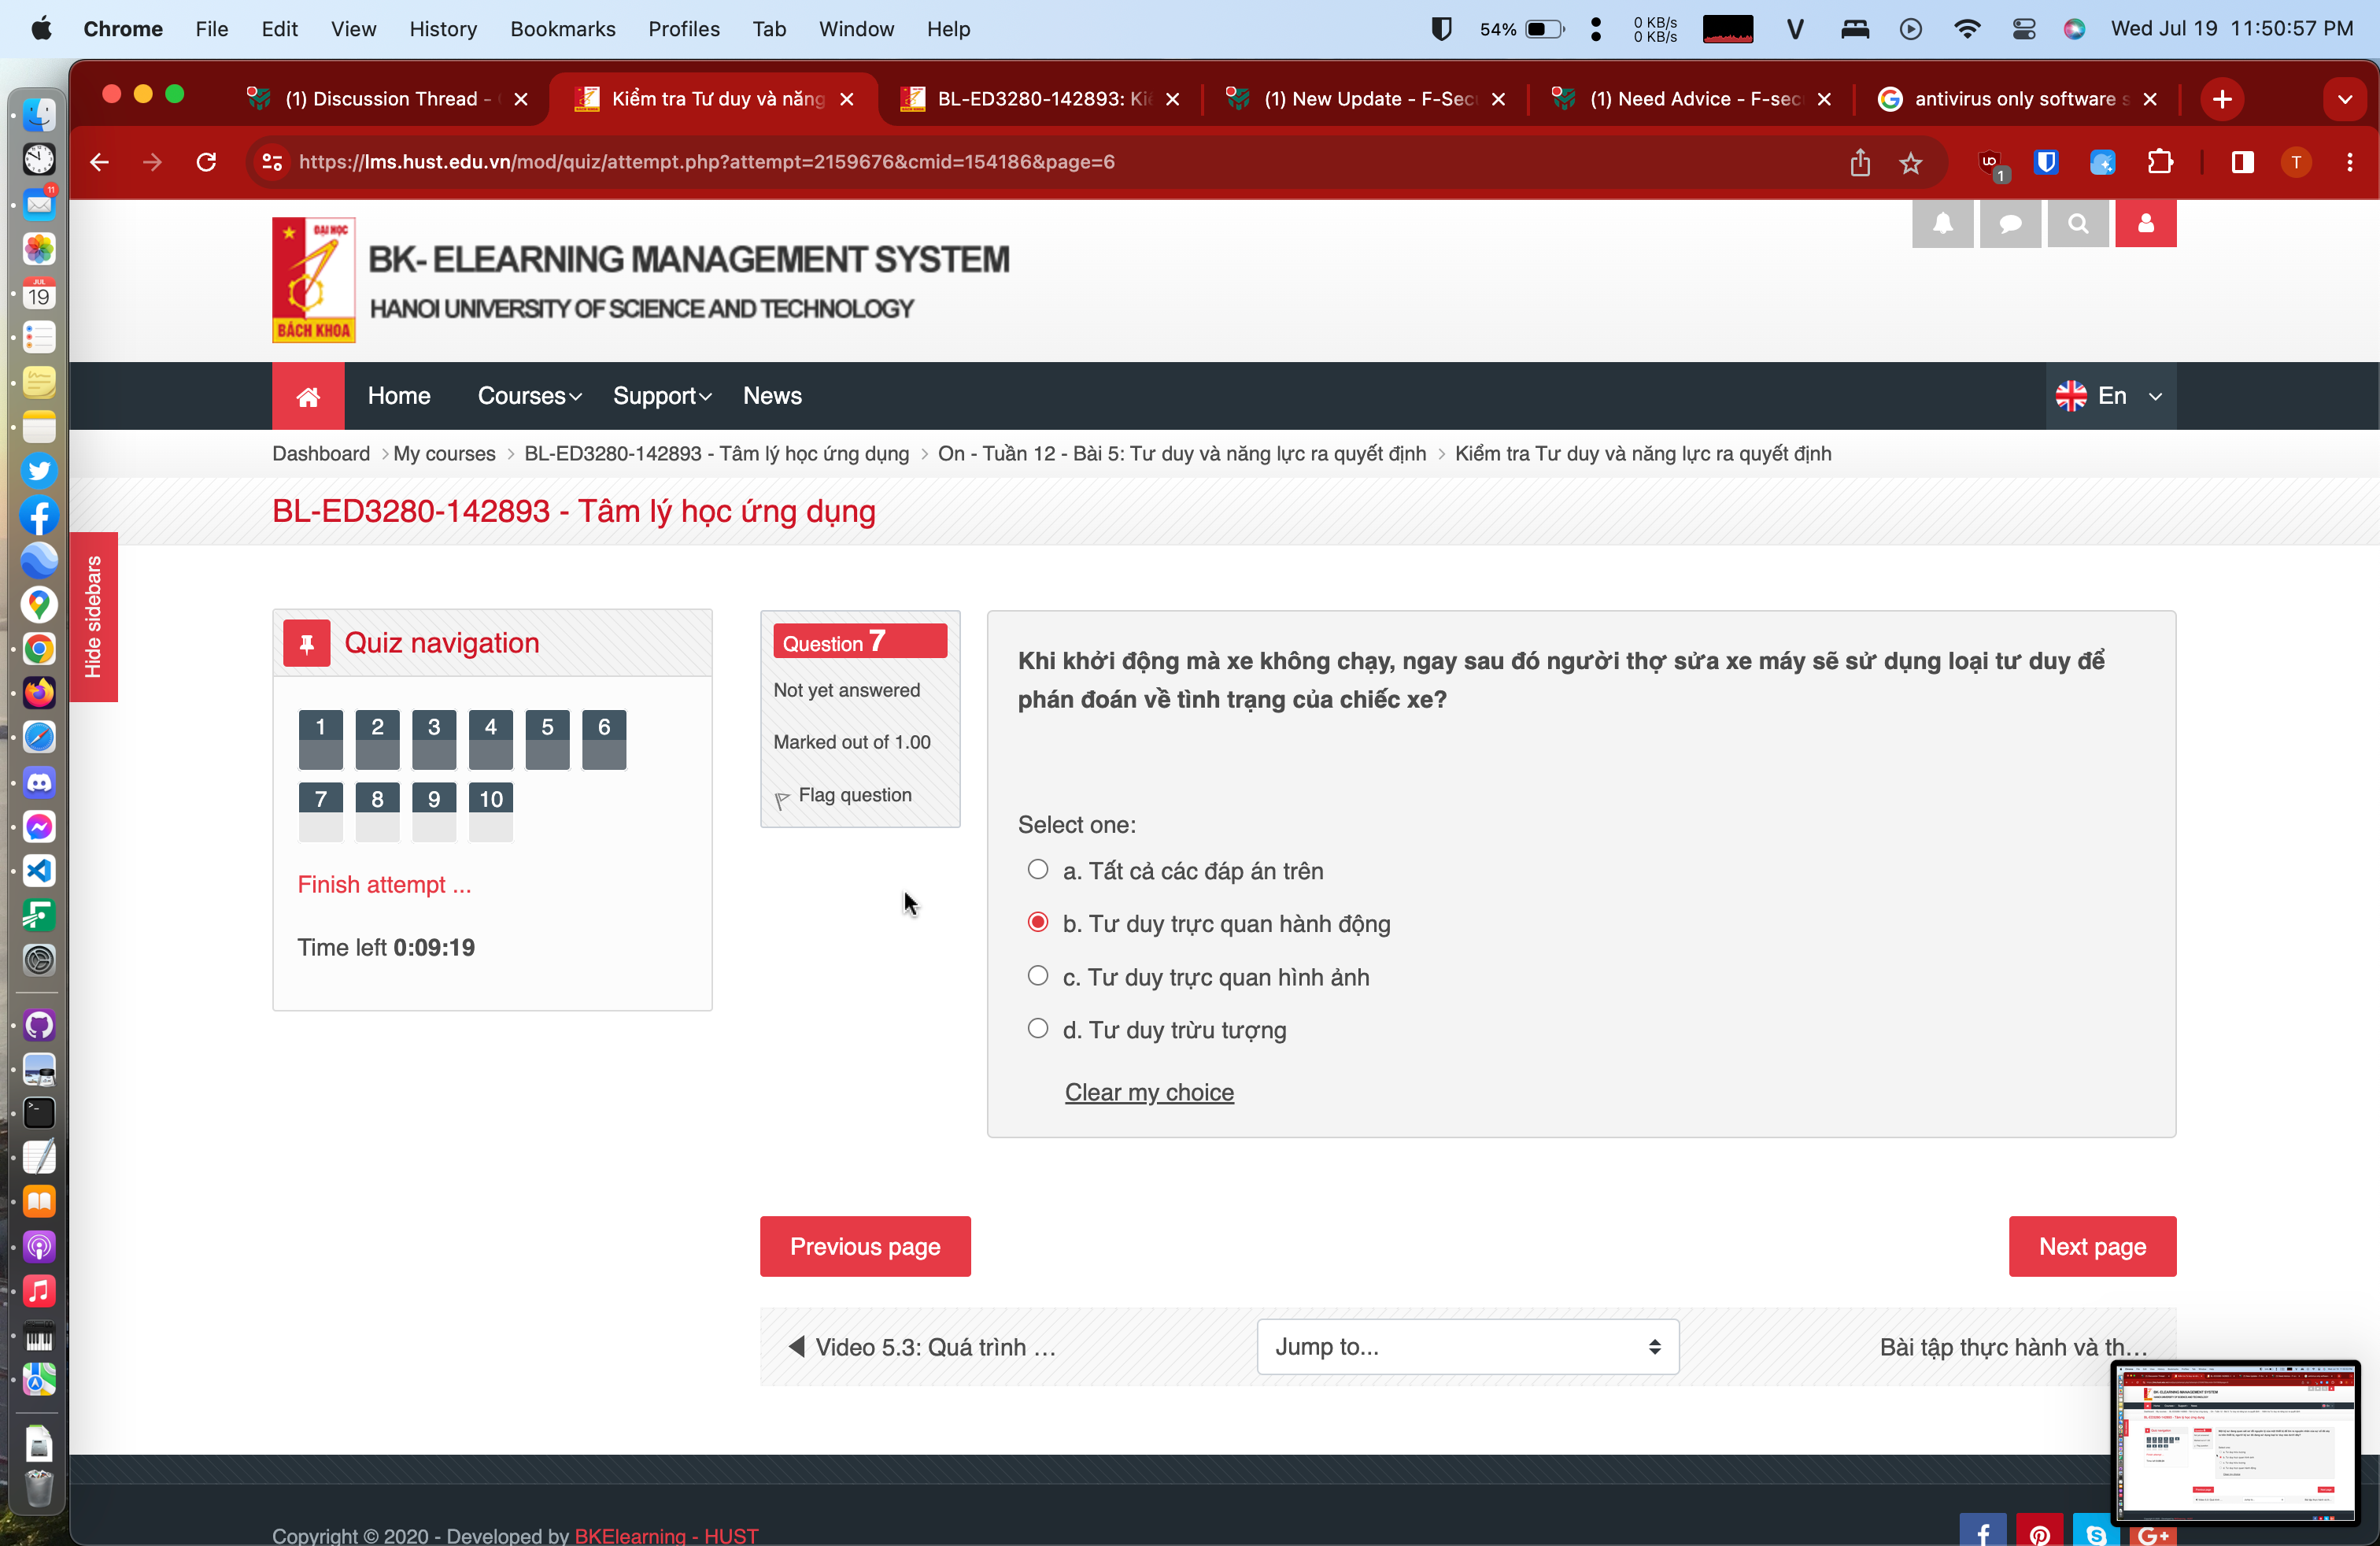 Chrome File Edit View History Bookmarks Profiles Tab Window Help
54% 0 KB/s 0 KB/s V Wed Jul 19 11:50:57 PM
(1) Discussion Thread -
Kiểm tra Tư duy và năng
BL-ED3280-142893: Kiể
(1) New Update - F-Sec
(1) Need Advice - F-sec
antivirus only software s
https://lms.hust.edu.vn/mod/quiz/attempt.php?attempt=2159676&cmid=154186&page=6
1
T
11
JUL
19
ĐẠI HỌC
BÁCH KHOA
BK- ELEARNING MANAGEMENT SYSTEM
HANOI UNIVERSITY OF SCIENCE AND TECHNOLOGY
Home Courses Support News En
Dashboard > My courses > BL-ED3280-142893 - Tâm lý học ứng dụng > On - Tuần 12 - Bài 5: Tư duy và năng lực ra quyết định > Kiểm tra Tư duy và năng lực ra quyết định
BL-ED3280-142893 - Tâm lý học ứng dụng
Hide sidebars
Quiz navigation
1 2 3 4 5 6
7 8 9 10
Finish attempt ...
Time left 0:09:19
Question 7
Not yet answered
Marked out of 1.00
Flag question
Khi khởi động mà xe không chạy, ngay sau đó người thợ sửa xe máy sẽ sử dụng loại tư duy để
phán đoán về tình trạng của chiếc xe?
Select one:
a. Tất cả các đáp án trên
b. Tư duy trực quan hành động
c. Tư duy trực quan hình ảnh
d. Tư duy trừu tượng
Clear my choice
Previous page
Next page
Video 5.3: Quá trình ...
Jump to...
Bài tập thực hành và th...
Copyright © 2020 - Developed by BKElearning - HUST